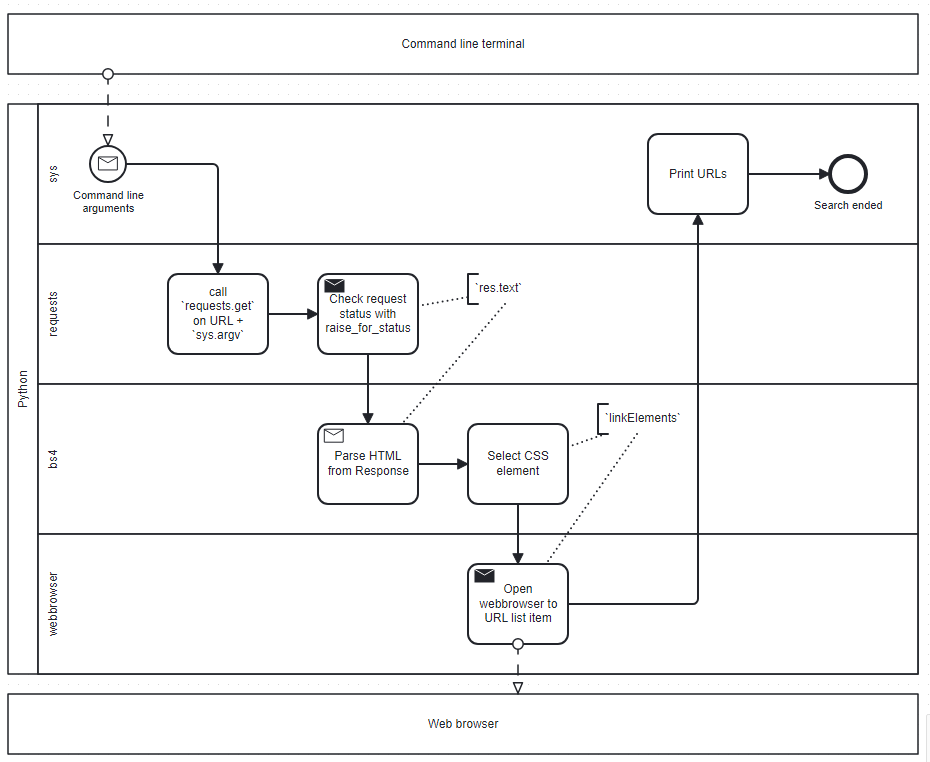 Command line terminal
Python
sys
Command line
arguments
Print URLs
Search ended
requests
call
`requests.get`
on URL +
`sys.argv`
Check request
status with
raise_for_status
`res.text`
bs4
Parse HTML
from Response
Select CSS
element
`linkElements`
webbrowser
Open
webbrowser to
URL list item
Web browser